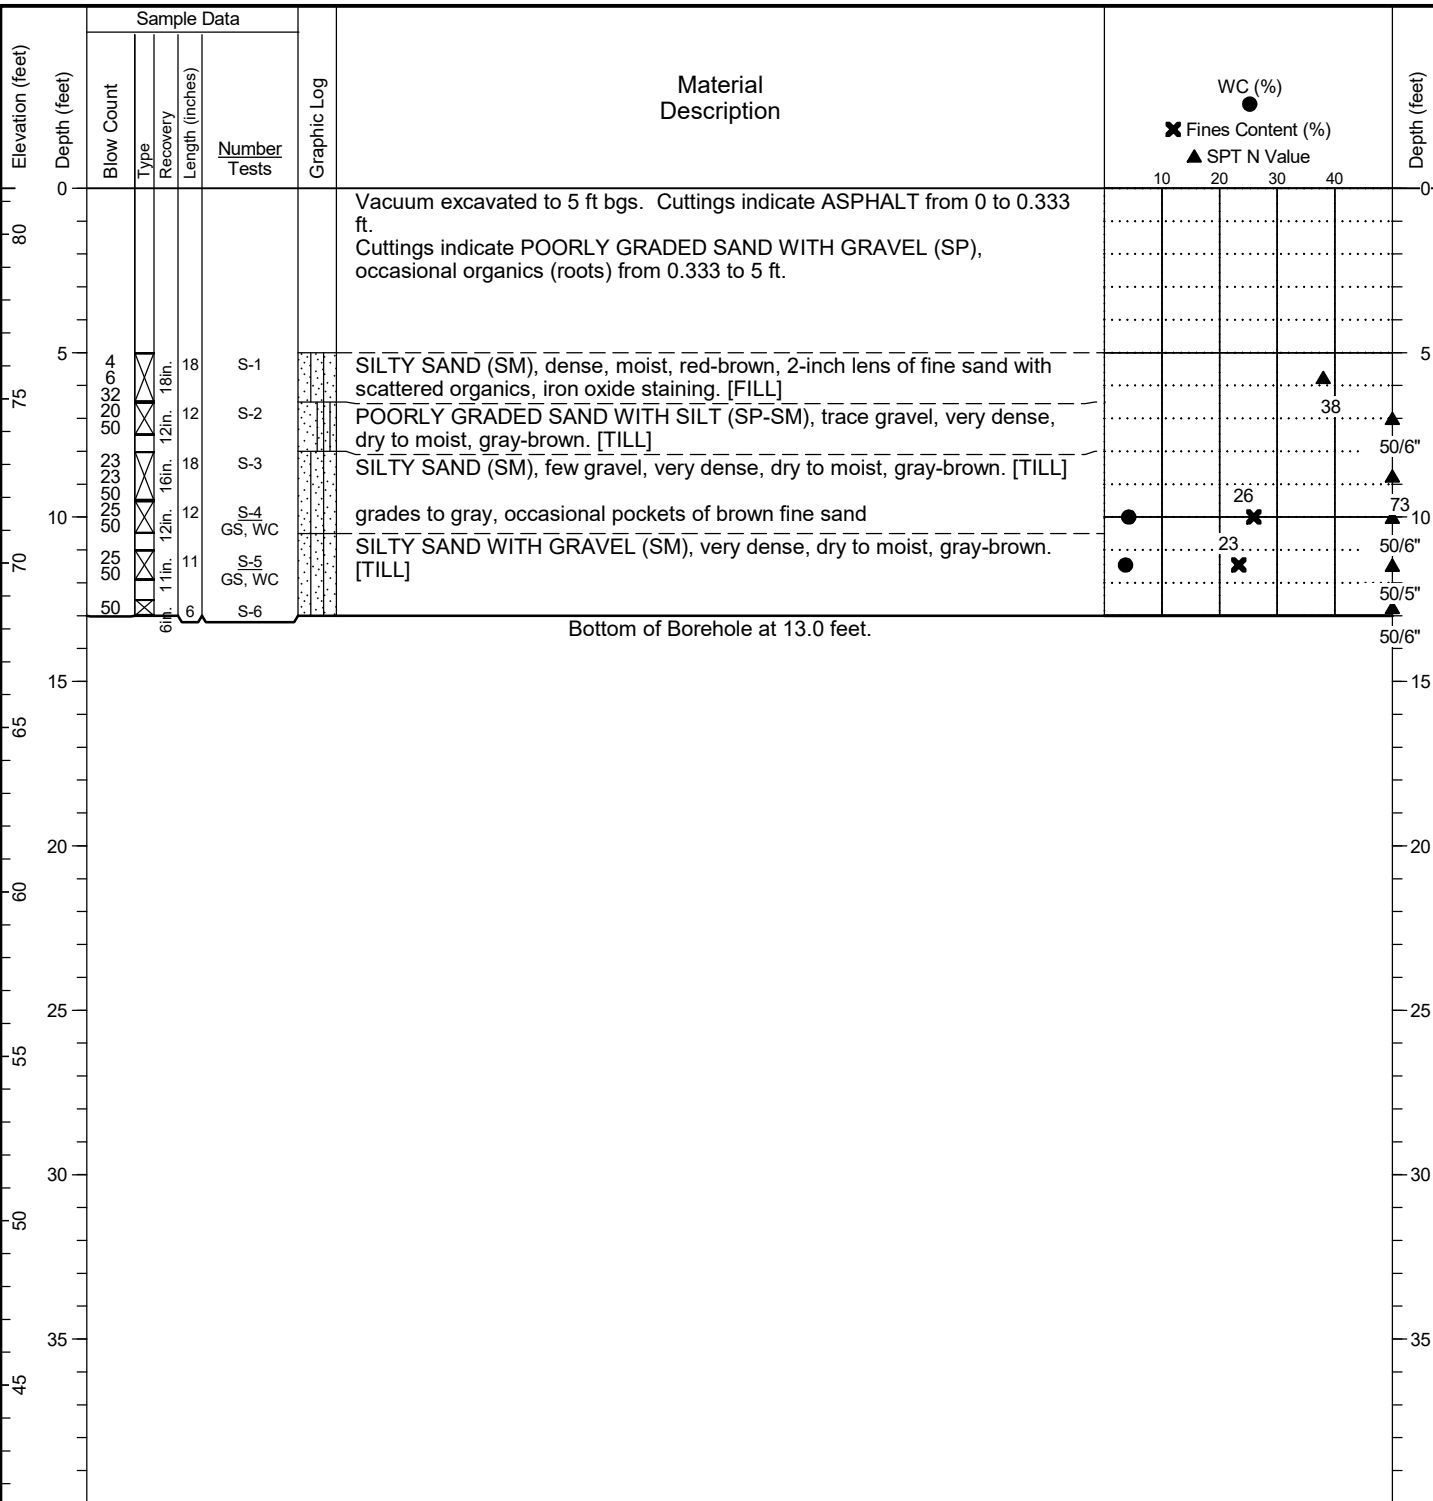 Sample Data
Elevation (feet)
Depth (feet)
Blow Count
Type
Recovery
Length (inches)
Number
Tests
Graphic Log
Material
Description
WC (%)
Fines Content (%)
SPT N Value
Depth (feet)
10 20 30 40
0 0
Vacuum excavated to 5 ft bgs. Cuttings indicate ASPHALT from 0 to 0.333
ft.
80
Cuttings indicate POORLY GRADED SAND WITH GRAVEL (SP),
occasional organics (roots) from 0.333 to 5 ft.
5 5
4
6
32
18in.
18
S-1
SILTY SAND (SM), dense, moist, red-brown, 2-inch lens of fine sand with
scattered organics, iron oxide staining. [FILL]
38
75
20
50
12in.
12
S-2
POORLY GRADED SAND WITH SILT (SP-SM), trace gravel, very dense,
dry to moist, gray-brown. [TILL]
50/6"
23
23
50
16in.
18
S-3
SILTY SAND (SM), few gravel, very dense, dry to moist, gray-brown. [TILL]
73
10 10
25
50
12in.
12
S-4
GS, WC
grades to gray, occasional pockets of brown fine sand
26
50/6"
70
25
50
11in.
11
S-5
GS, WC
SILTY SAND WITH GRAVEL (SM), very dense, dry to moist, gray-brown.
[TILL]
23
50/5"
50
6in.
6
S-6
50/6"
Bottom of Borehole at 13.0 feet.
15 15
65
20 20
60
25 25
55
30 30
50
35 35
45